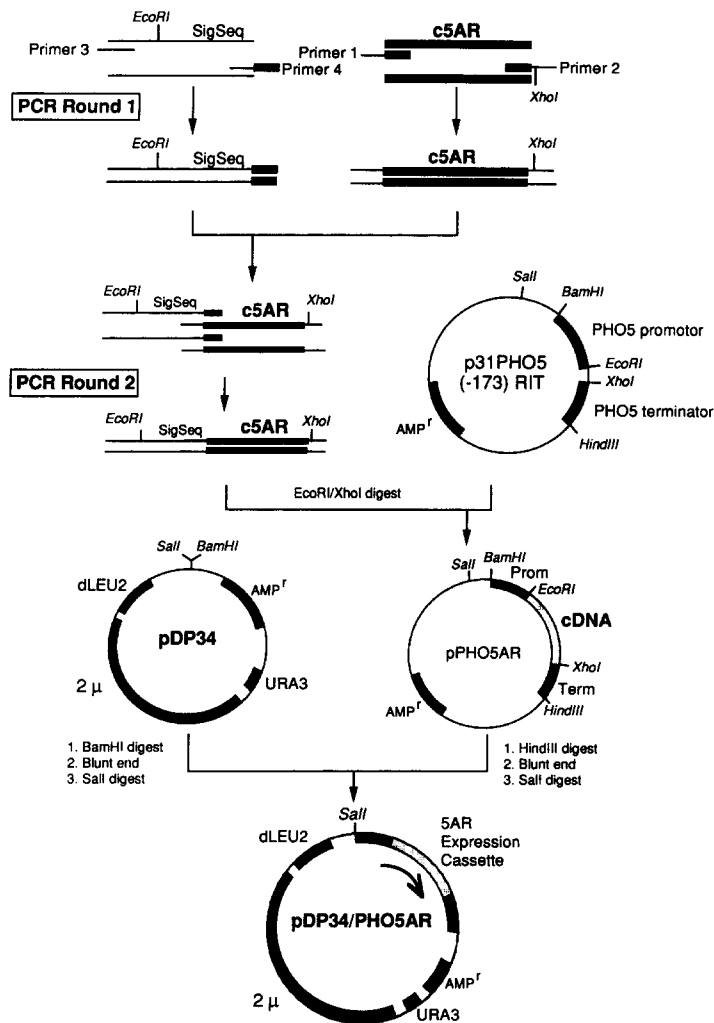 EcoRI
SigSeq
Primer 3
Primer 4
c5AR
Primer 1
Primer 2
XhoI
PCR Round 1
EcoRI
SigSeq
c5AR
XhoI
EcoRI
SigSeq
c5AR
XhoI
PCR Round 2
EcoRI
SigSeq
c5AR
XhoI
SalI
BamHI
PHO5 promotor
EcoRI
XhoI
PHO5 terminator
HindIII
AMPr
p31PHO5
(-173) RIT
EcoRI/XhoI digest
SalI
BamHI
dLEU2
AMPr
pDP34
URA3
2 μ
SalI
BamHI
Prom
EcoRI
cDNA
pPHO5AR
XhoI
Term
HindIII
AMPr
1. BamHI digest
2. Blunt end
3. SalI digest
1. HindIII digest
2. Blunt end
3. SalI digest
SalI
dLEU2
5AR
Expression
Cassette
pDP34/PHO5AR
AMPr
URA3
2 μ